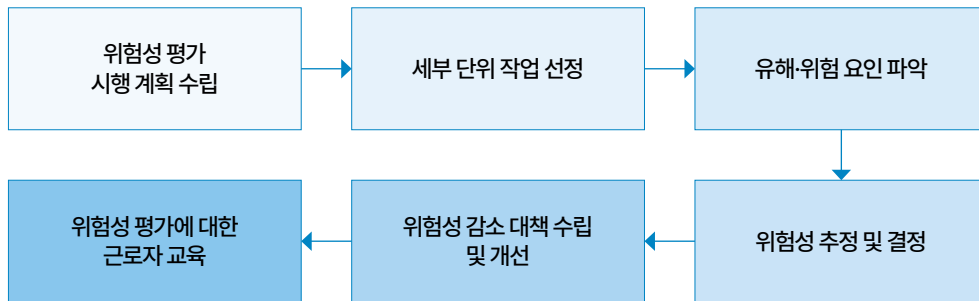 위험성 평가
시행 계획 수립
세부 단위 작업 선정
유해·위험 요인 파악
위험성 추정 및 결정
위험성 감소 대책 수립
및 개선
위험성 평가에 대한
근로자 교육